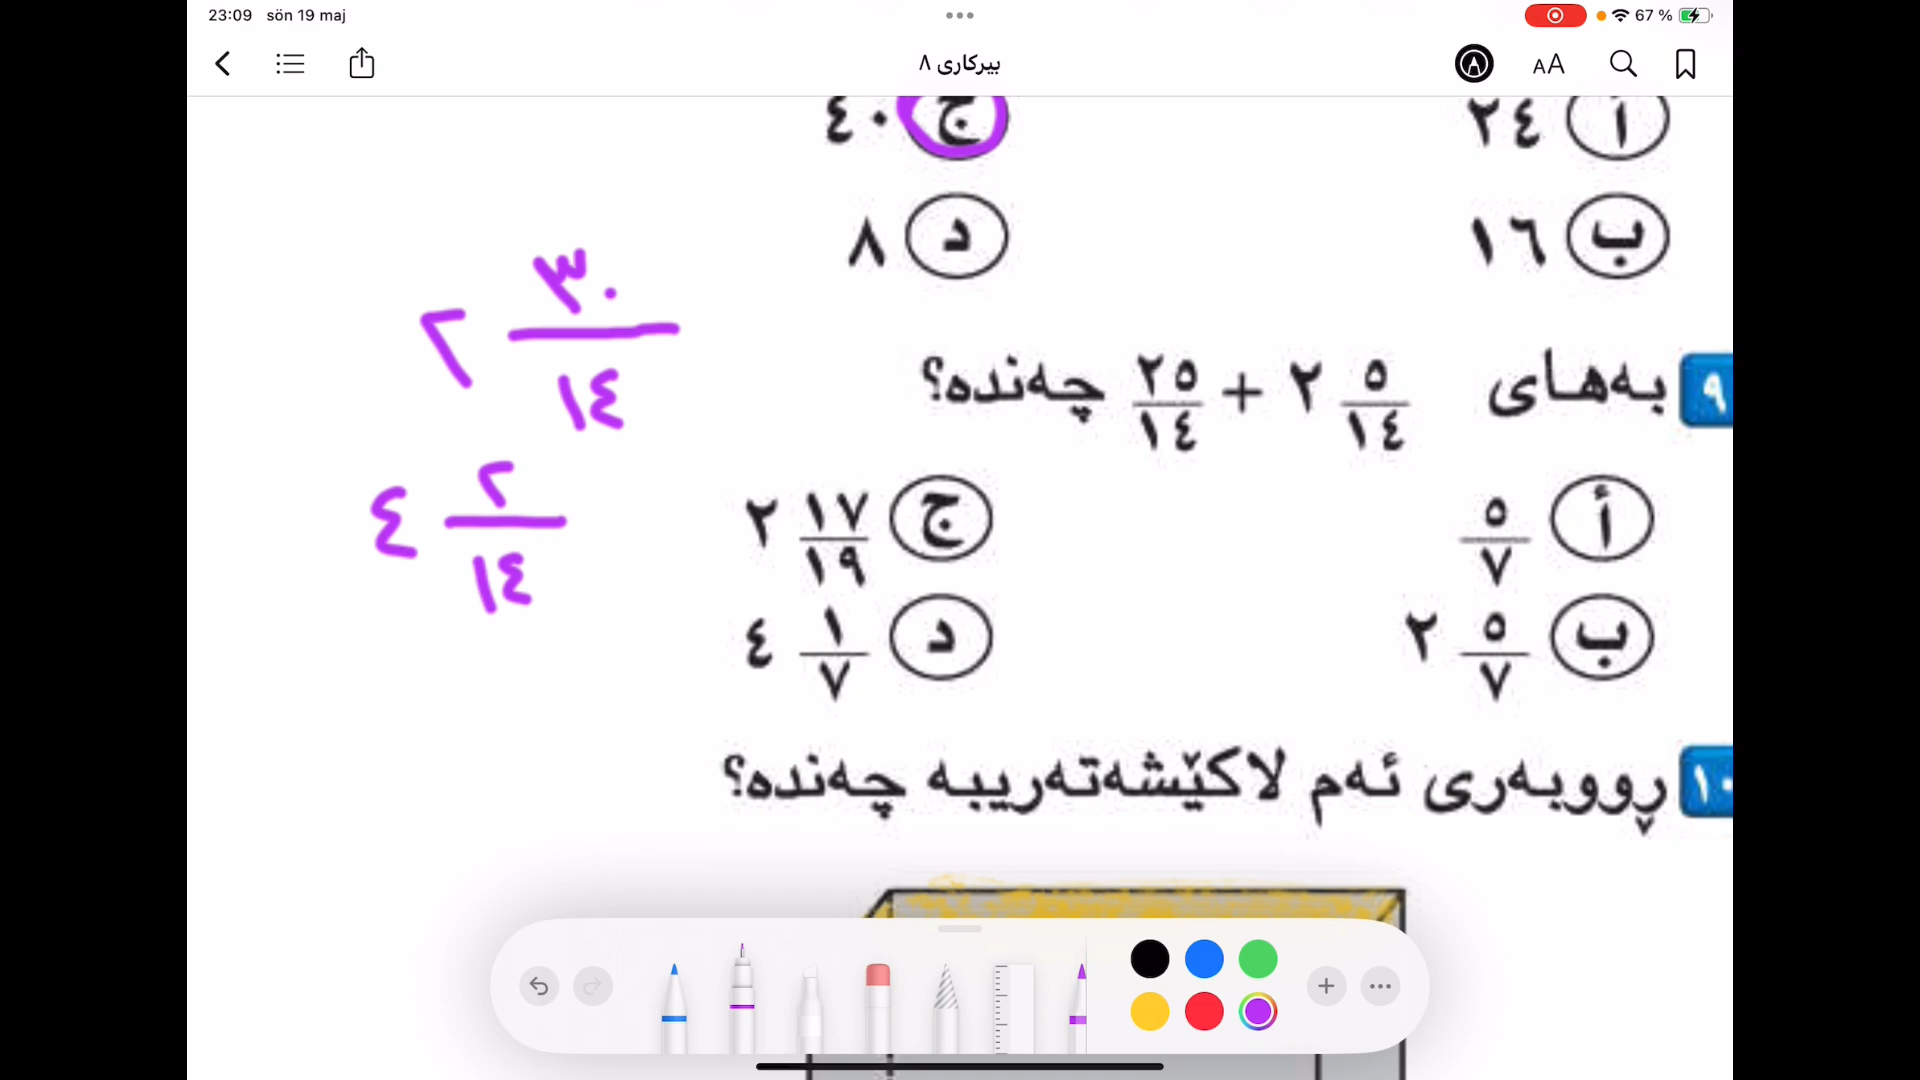 23:09 sön 19 maj
67 %
بیرکاری ٨
AA
أ ٢٤
ج ٤٠
ب ١٦
د ٨
٢ ٣٠/١٤
٩ بەهای ٢ ٥/١٤ + ٢٥/١٤ چەندە؟
٤ ٢/١٤
أ ٥/٧
ج ٢ ١٧/١٩
ب ٢ ٥/٧
د ٤ ١/٧
١٠ ڕووبەری ئەم لاکێشەتەریبە چەندە؟